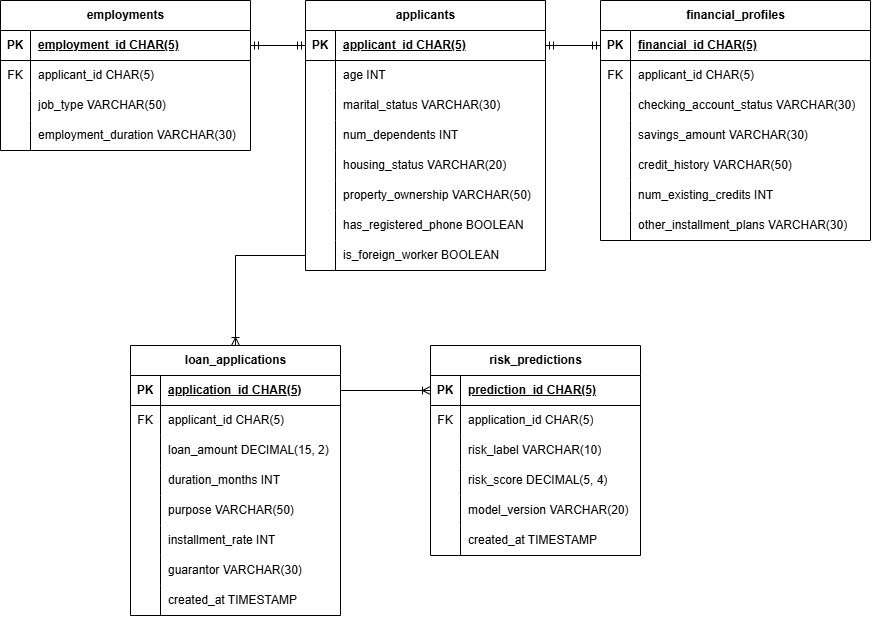 employments
PK employment_id CHAR(5)
FK applicant_id CHAR(5)
job_type VARCHAR(50)
employment_duration VARCHAR(30)
applicants
PK applicant_id CHAR(5)
age INT
marital_status VARCHAR(30)
num_dependents INT
housing_status VARCHAR(20)
property_ownership VARCHAR(50)
has_registered_phone BOOLEAN
is_foreign_worker BOOLEAN
financial_profiles
PK financial_id CHAR(5)
FK applicant_id CHAR(5)
checking_account_status VARCHAR(30)
savings_amount VARCHAR(30)
credit_history VARCHAR(50)
num_existing_credits INT
other_installment_plans VARCHAR(30)
loan_applications
PK application_id CHAR(5)
FK applicant_id CHAR(5)
loan_amount DECIMAL(15, 2)
duration_months INT
purpose VARCHAR(50)
installment_rate INT
guarantor VARCHAR(30)
created_at TIMESTAMP
risk_predictions
PK prediction_id CHAR(5)
FK application_id CHAR(5)
risk_label VARCHAR(10)
risk_score DECIMAL(5, 4)
model_version VARCHAR(20)
created_at TIMESTAMP